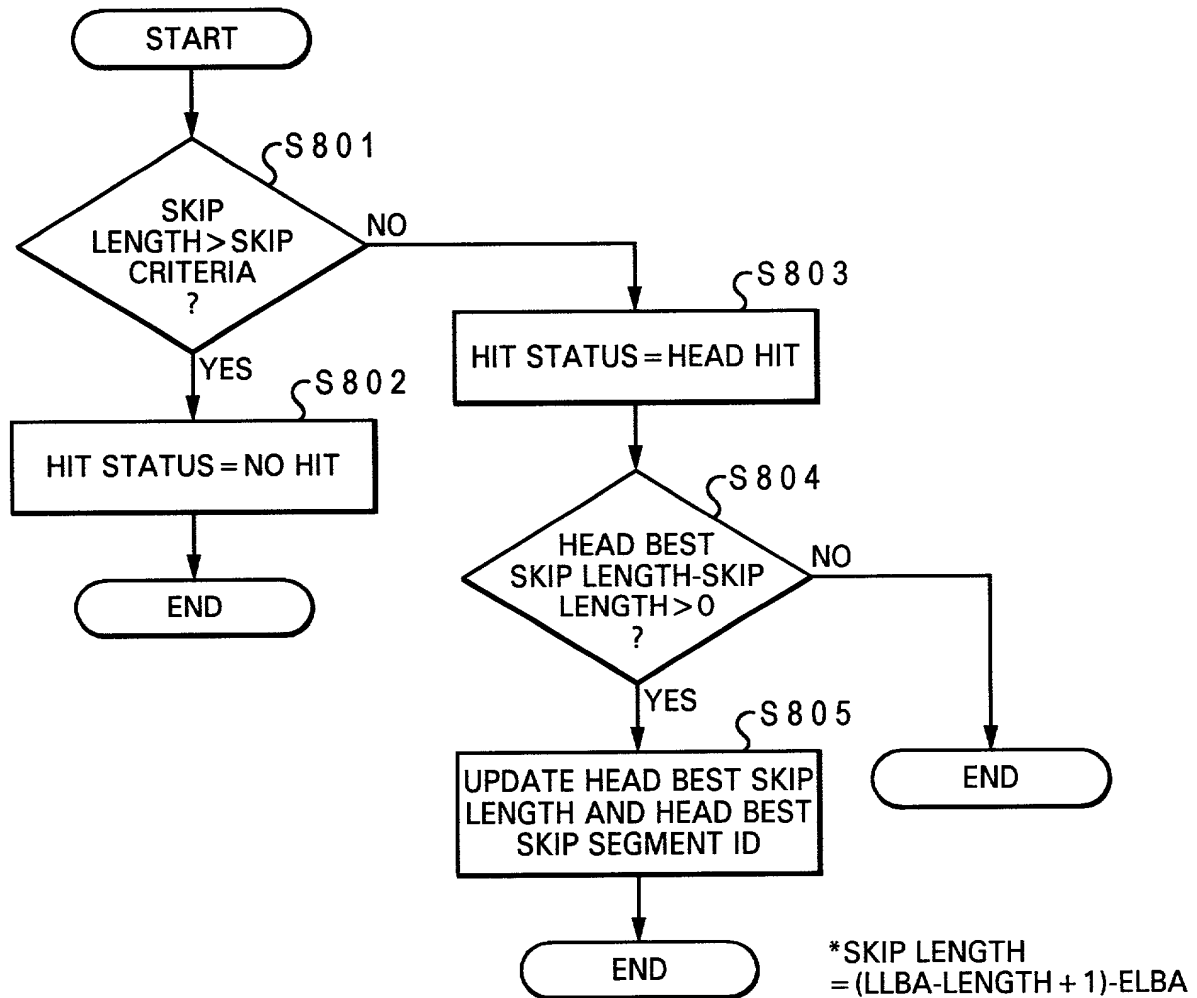 START
S801
SKIP
LENGTH>SKIP
CRITERIA
?
NO
YES
S802
HIT STATUS=NO HIT
END
S803
HIT STATUS=HEAD HIT
S804
HEAD BEST
SKIP LENGTH-SKIP
LENGTH>0
?
NO
YES
S805
UPDATE HEAD BEST SKIP
LENGTH AND HEAD BEST
SKIP SEGMENT ID
END
END
*SKIP LENGTH
=(LLBA-LENGTH+1)-ELBA